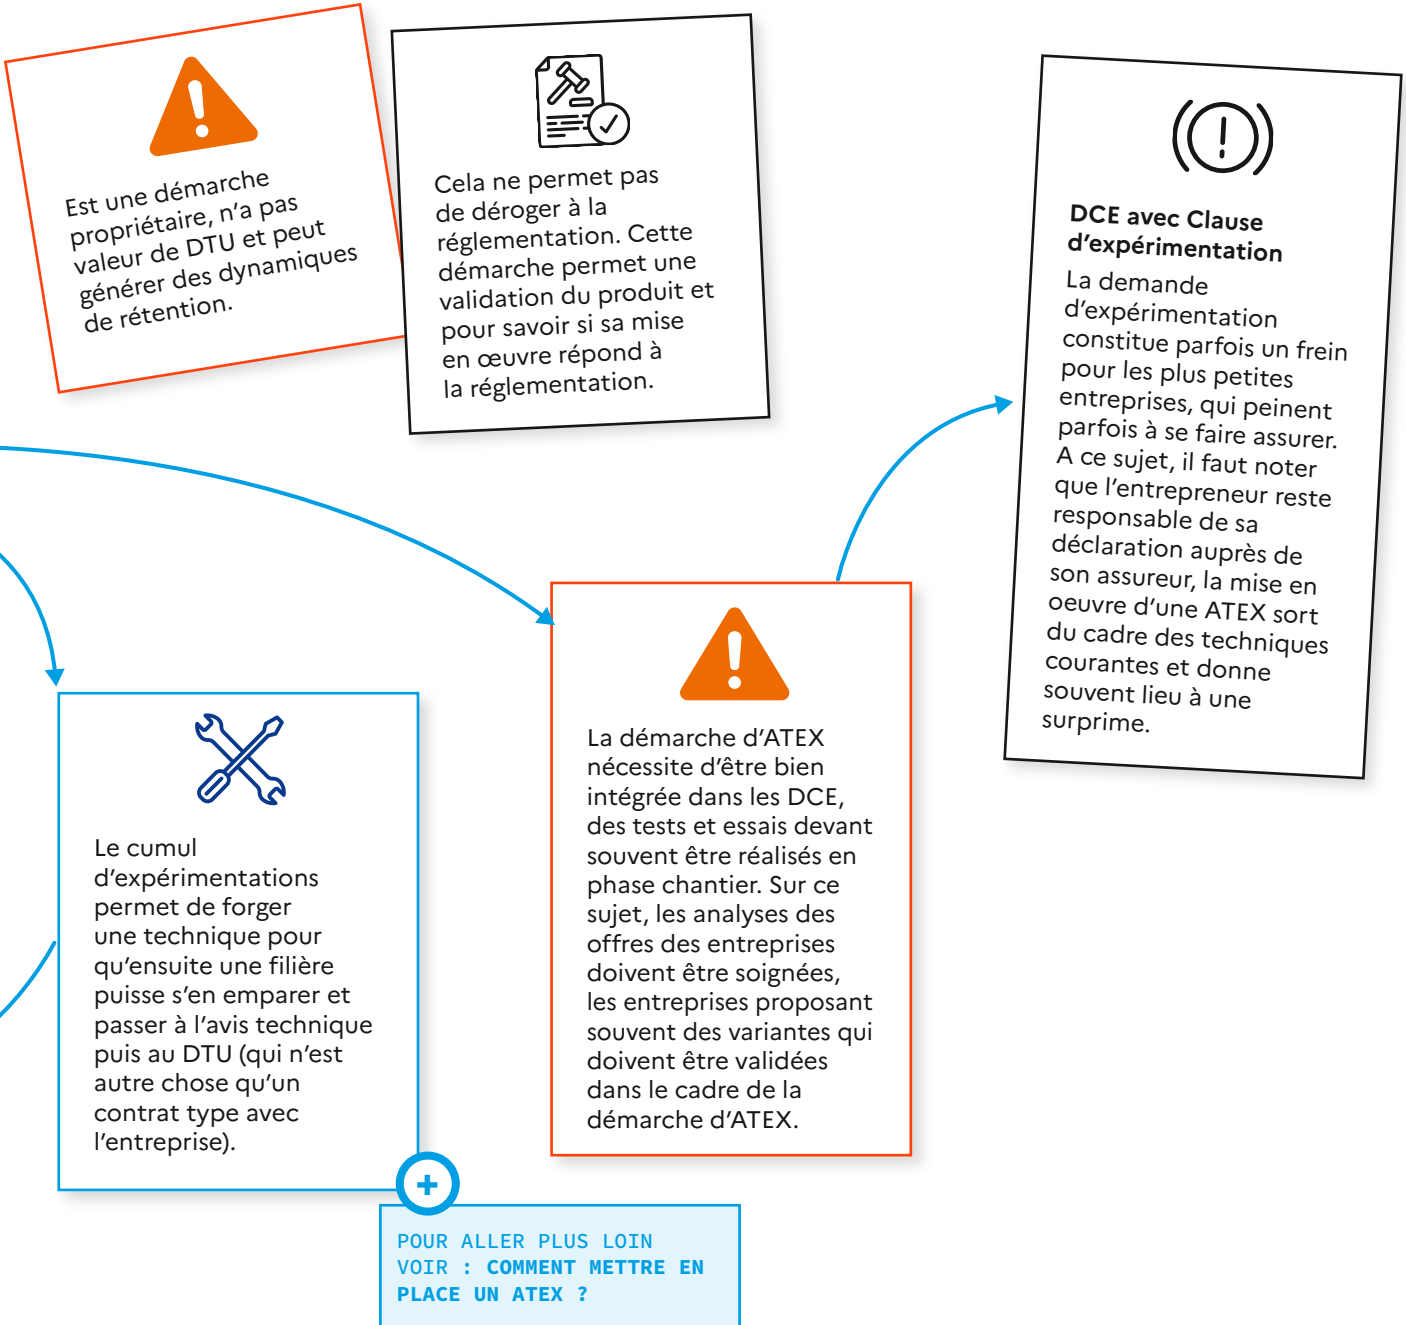 Est une démarche
propriétaire, n'a pas
valeur de DTU et peut
générer des dynamiques
de rétention.
Cela ne permet pas
de déroger à la
réglementation. Cette
démarche permet une
validation du produit et
pour savoir si sa mise
en œuvre répond à
la réglementation.
DCE avec Clause
d'expérimentation
La demande
d'expérimentation
constitue parfois un frein
pour les plus petites
entreprises, qui peinent
parfois à se faire assurer.
A ce sujet, il faut noter
que l'entrepreneur reste
responsable de sa
déclaration auprès de
son assureur, la mise en
oeuvre d'une ATEX sort
du cadre des techniques
courantes et donne
souvent lieu à une
surprime.
Le cumul
d'expérimentations
permet de forger
une technique pour
qu'ensuite une filière
puisse s'en emparer et
passer à l'avis technique
puis au DTU (qui n'est
autre chose qu'un
contrat type avec
l'entreprise).
La démarche d'ATEX
nécessite d'être bien
intégrée dans les DCE,
des tests et essais devant
souvent être réalisés en
phase chantier. Sur ce
sujet, les analyses des
offres des entreprises
doivent être soignées,
les entreprises proposant
souvent des variantes qui
doivent être validées
dans le cadre de la
démarche d'ATEX.
POUR ALLER PLUS LOIN
VOIR : COMMENT METTRE EN
PLACE UN ATEX ?